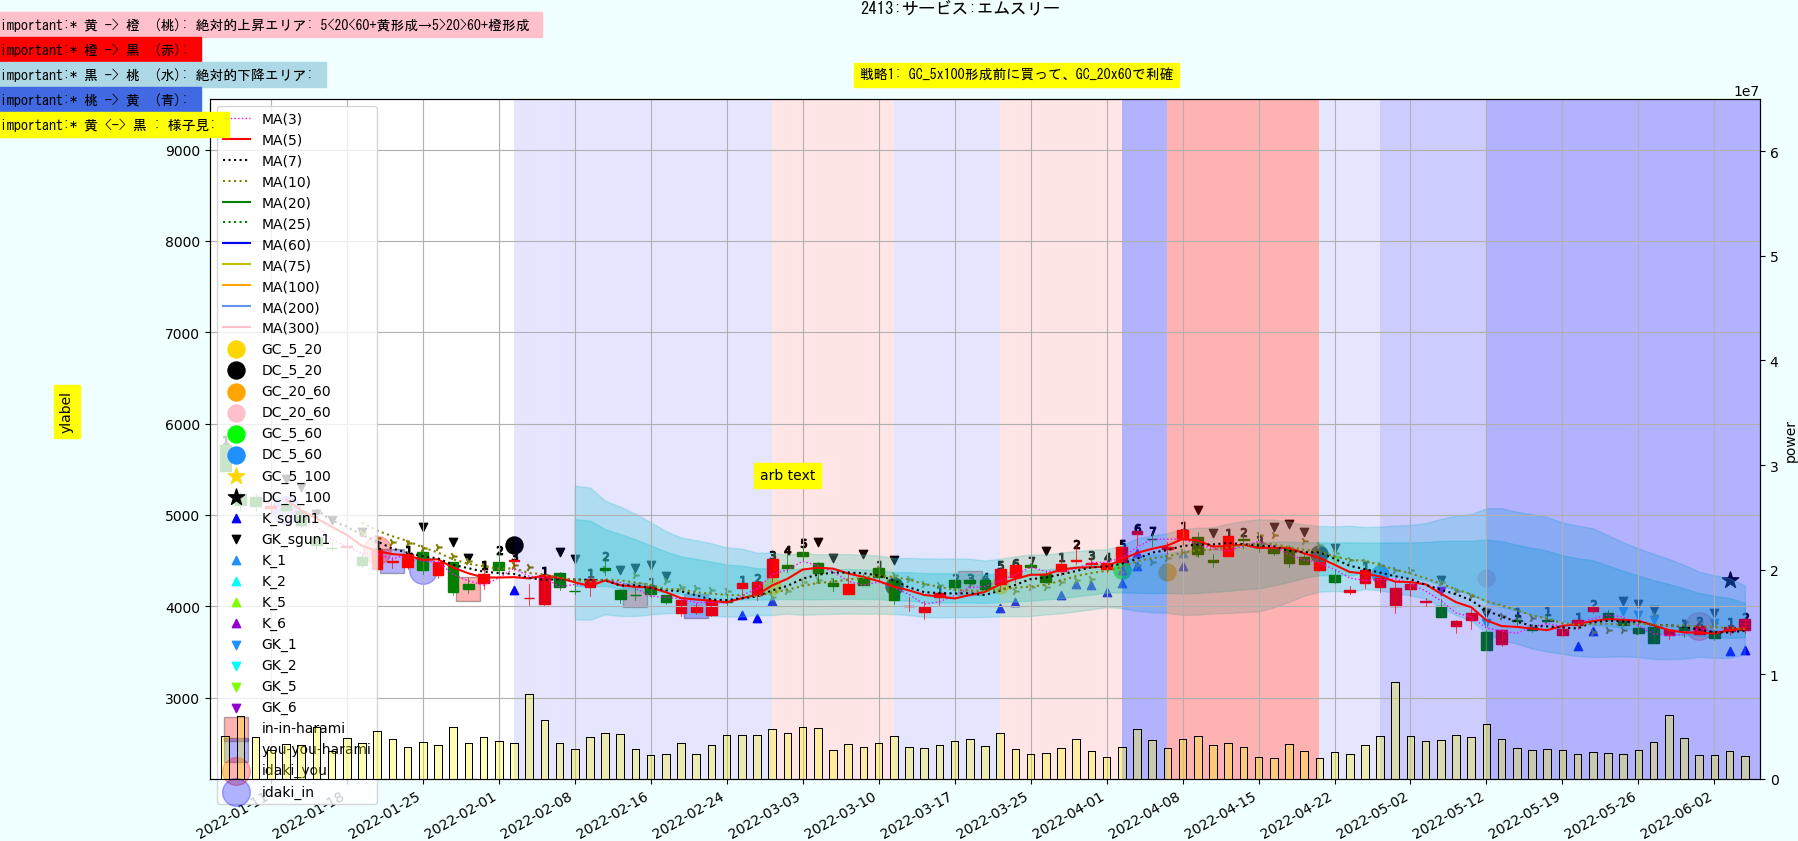 2413:サービス:エムスリー
important:* 黄 -> 橙 (桃): 絶対的上昇エリア: 5<20<60+黄形成→5>20>60+橙形成
important:* 橙 -> 黒 (赤):
important:* 黒 -> 桃 (水): 絶対的下降エリア:
戦略1: GC_5x100形成前に買って、GC_20x60で利確
important:* 桃 -> 黄 (青):
important:* 黄 <-> 黒 : 様子見:
1e7
MA(3)
MA(5)
MA(7)
MA(10)
MA(20)
MA(25)
MA(60)
MA(75)
MA(100)
MA(200)
MA(300)
GC_5_20
DC_5_20
GC_20_60
DC_20_60
GC_5_60
DC_5_60
GC_5_100
DC_5_100
K_sgun1
GK_sgun1
K_1
K_2
K_5
K_6
GK_1
GK_2
GK_5
GK_6
in-in-harami
you-you-harami
idaki_you
idaki_in
9000
8000
7000
6000
5000
4000
3000
ylabel
arb text
6
5
4
3
2
1
0
power
2022-01-11
2022-01-18
2022-01-25
2022-02-01
2022-02-08
2022-02-16
2022-02-24
2022-03-03
2022-03-10
2022-03-17
2022-03-25
2022-04-01
2022-04-08
2022-04-15
2022-04-22
2022-05-02
2022-05-12
2022-05-19
2022-05-26
2022-06-02